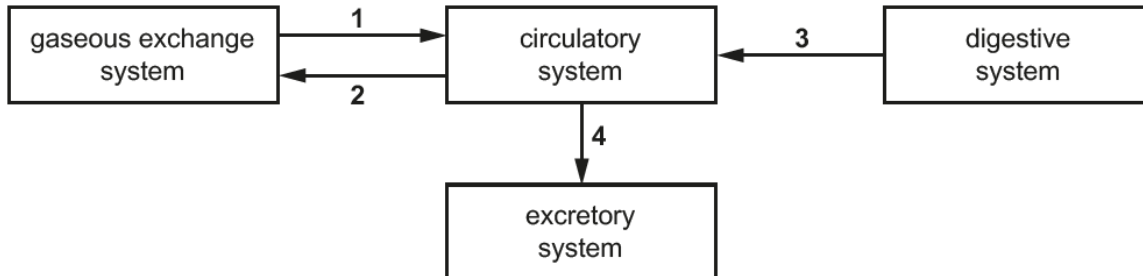 gaseous exchange
system
1
2
circulatory
system
3
digestive
system
4
excretory
system